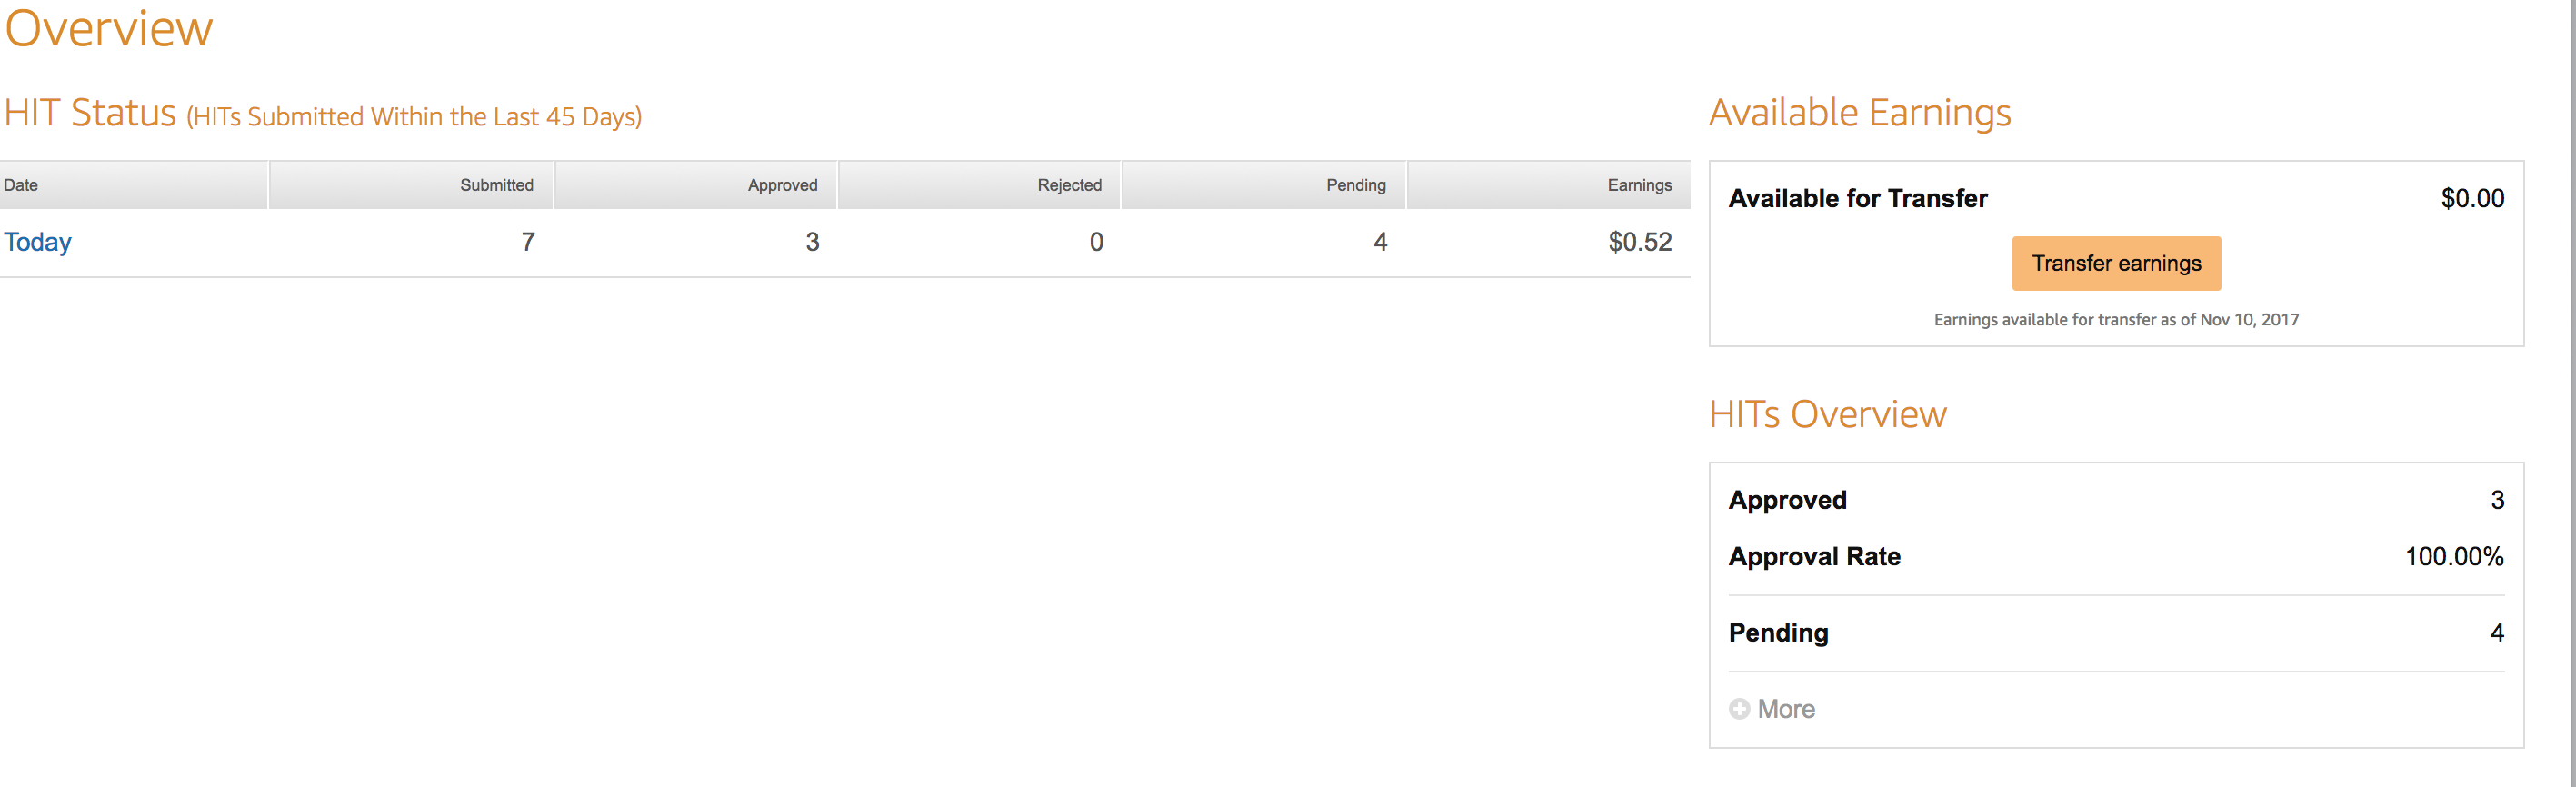 Overview
HIT Status (HITs Submitted Within the Last 45 Days)
Date Submitted Approved Rejected Pending Earnings
Today 7 3 0 4 $0.52
Available Earnings
Available for Transfer $0.00
Transfer earnings
Earnings available for transfer as of Nov 10, 2017
HITs Overview
Approved 3
Approval Rate 100.00%
Pending 4
More